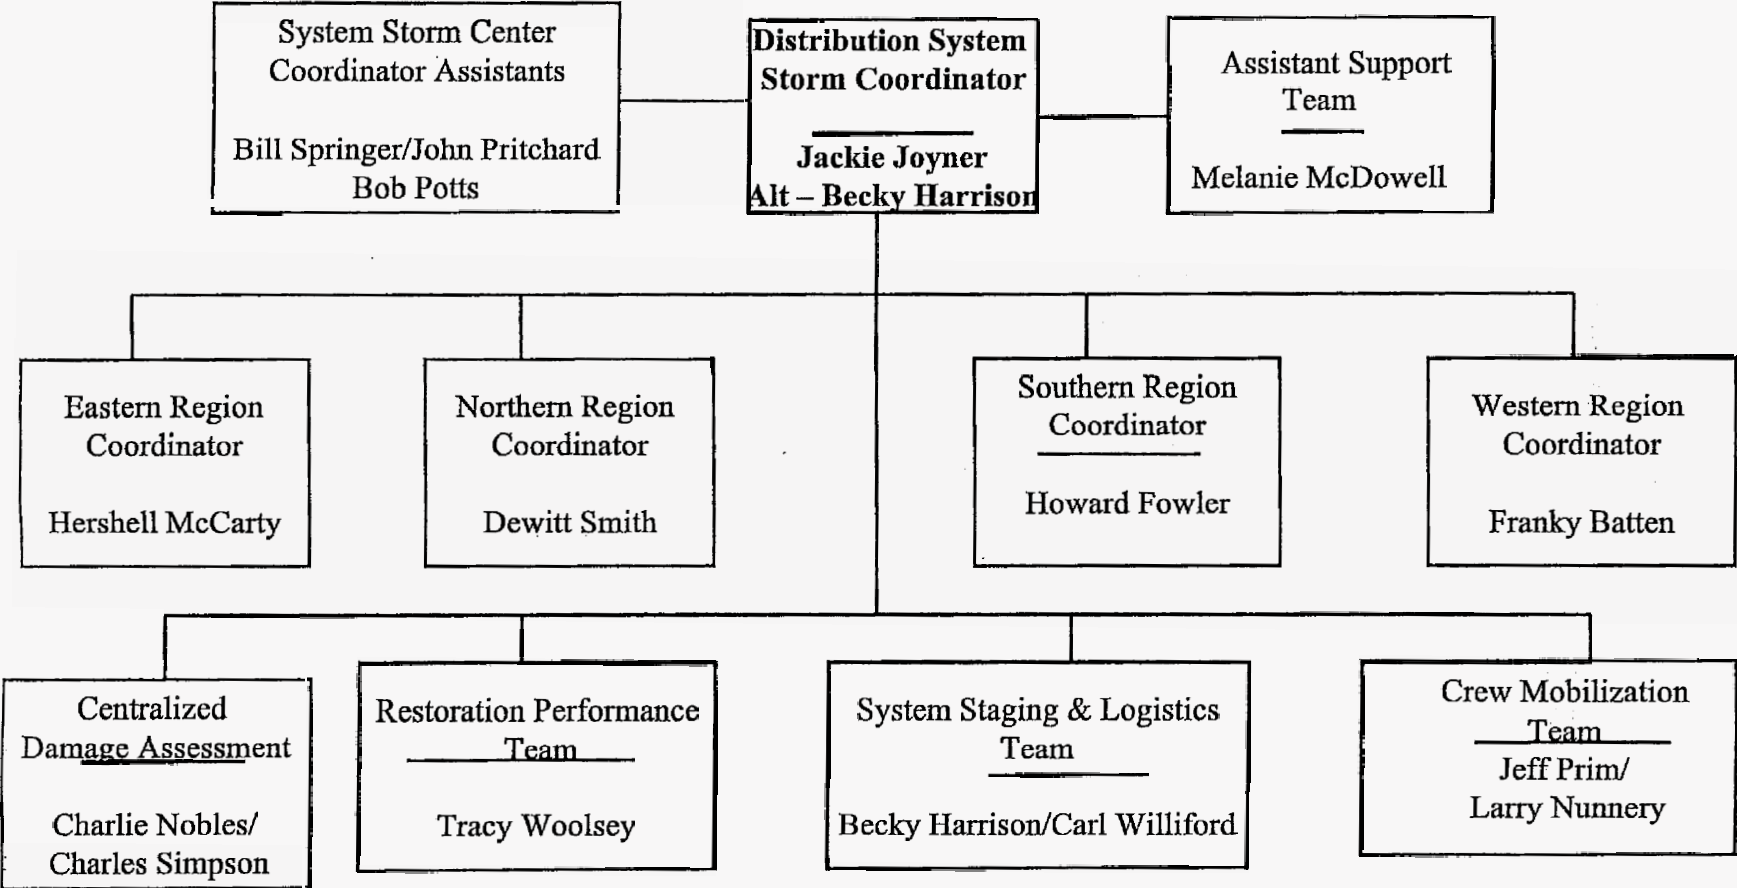 System Storm Center
Coordinator Assistants
Bill Springer/John Pritchard
Bob Potts
Distribution System
Storm Coordinator
Jackie Joyner
Alt – Becky Harrison
Assistant Support
Team
Melanie McDowell
Eastern Region
Coordinator
Hershell McCarty
Northern Region
Coordinator
Dewitt Smith
Southern Region
Coordinator
Howard Fowler
Western Region
Coordinator
Franky Batten
Centralized
Damage Assessment
Charlie Nobles/
Charles Simpson
Restoration Performance
Team
Tracy Woolsey
System Staging & Logistics
Team
Becky Harrison/Carl Williford
Crew Mobilization
Team
Jeff Prim/
Larry Nunnery